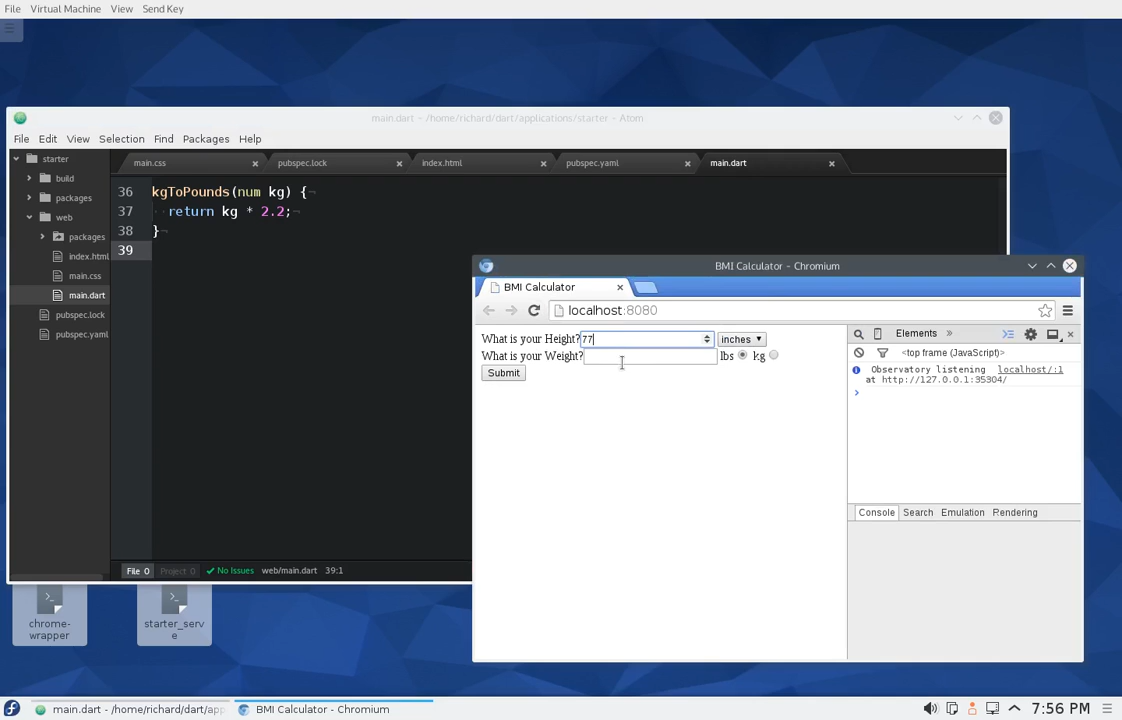 File Virtual Machine View Send Key
main.dart – /home/richard/dart/applications/starter – Atom
File Edit View Selection Find Packages Help
starter
build
packages
web
packages
index.html
main.css
main.dart
pubspec.lock
pubspec.yaml
main.css pubspec.lock index.html pubspec.yaml main.dart
36 kgToPounds(num kg) {¬
37 ··return kg * 2.2;¬
38 }¬
39
File 0 Project 0 No Issues web/main.dart 39:1
BMI Calculator - Chromium
BMI Calculator
localhost:8080
What is your Height?77 inches
What is your Weight? lbs kg
Submit
Elements »
<top frame (JavaScript)>
Observatory listening localhost/:1
at http://127.0.0.1:35304/
Console Search Emulation Rendering
chrome-
wrapper
starter_serv
e
main.dart - /home/richard/dart/app
BMI Calculator - Chromium
7:56 PM